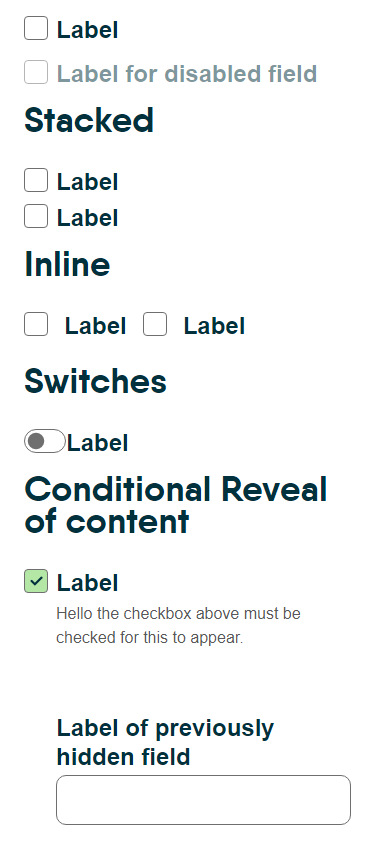 Label
Label for disabled field
Stacked
Label
Label
Inline
Label Label
Switches
Label
Conditional Reveal
of content
Label
Hello the checkbox above must be
checked for this to appear.
Label of previously
hidden field